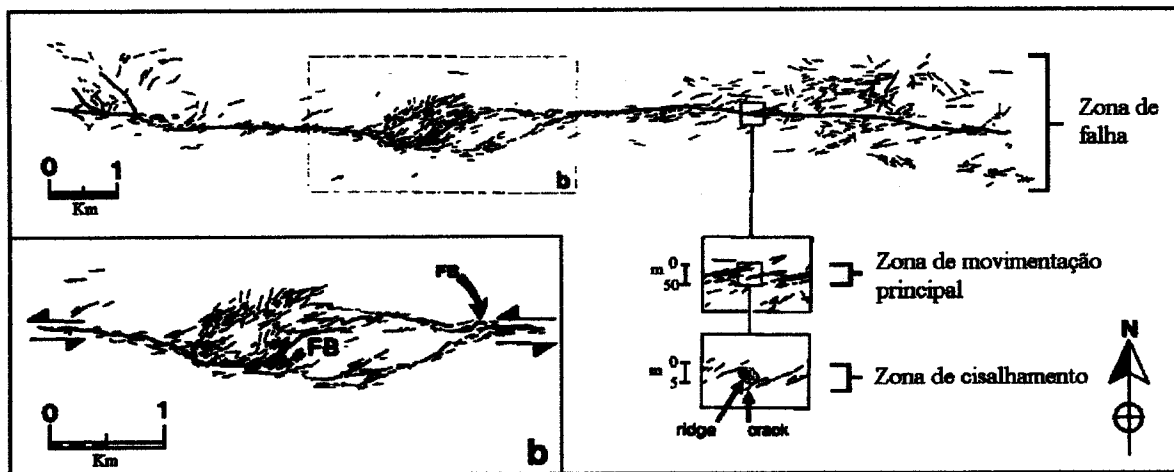 Zona de
falha
0 1
Km
b
m 0
50
Zona de movimentação
principal
m 0
5
Zona de cisalhamento
ridge crack
N
FB
FB
0 1
Km
b